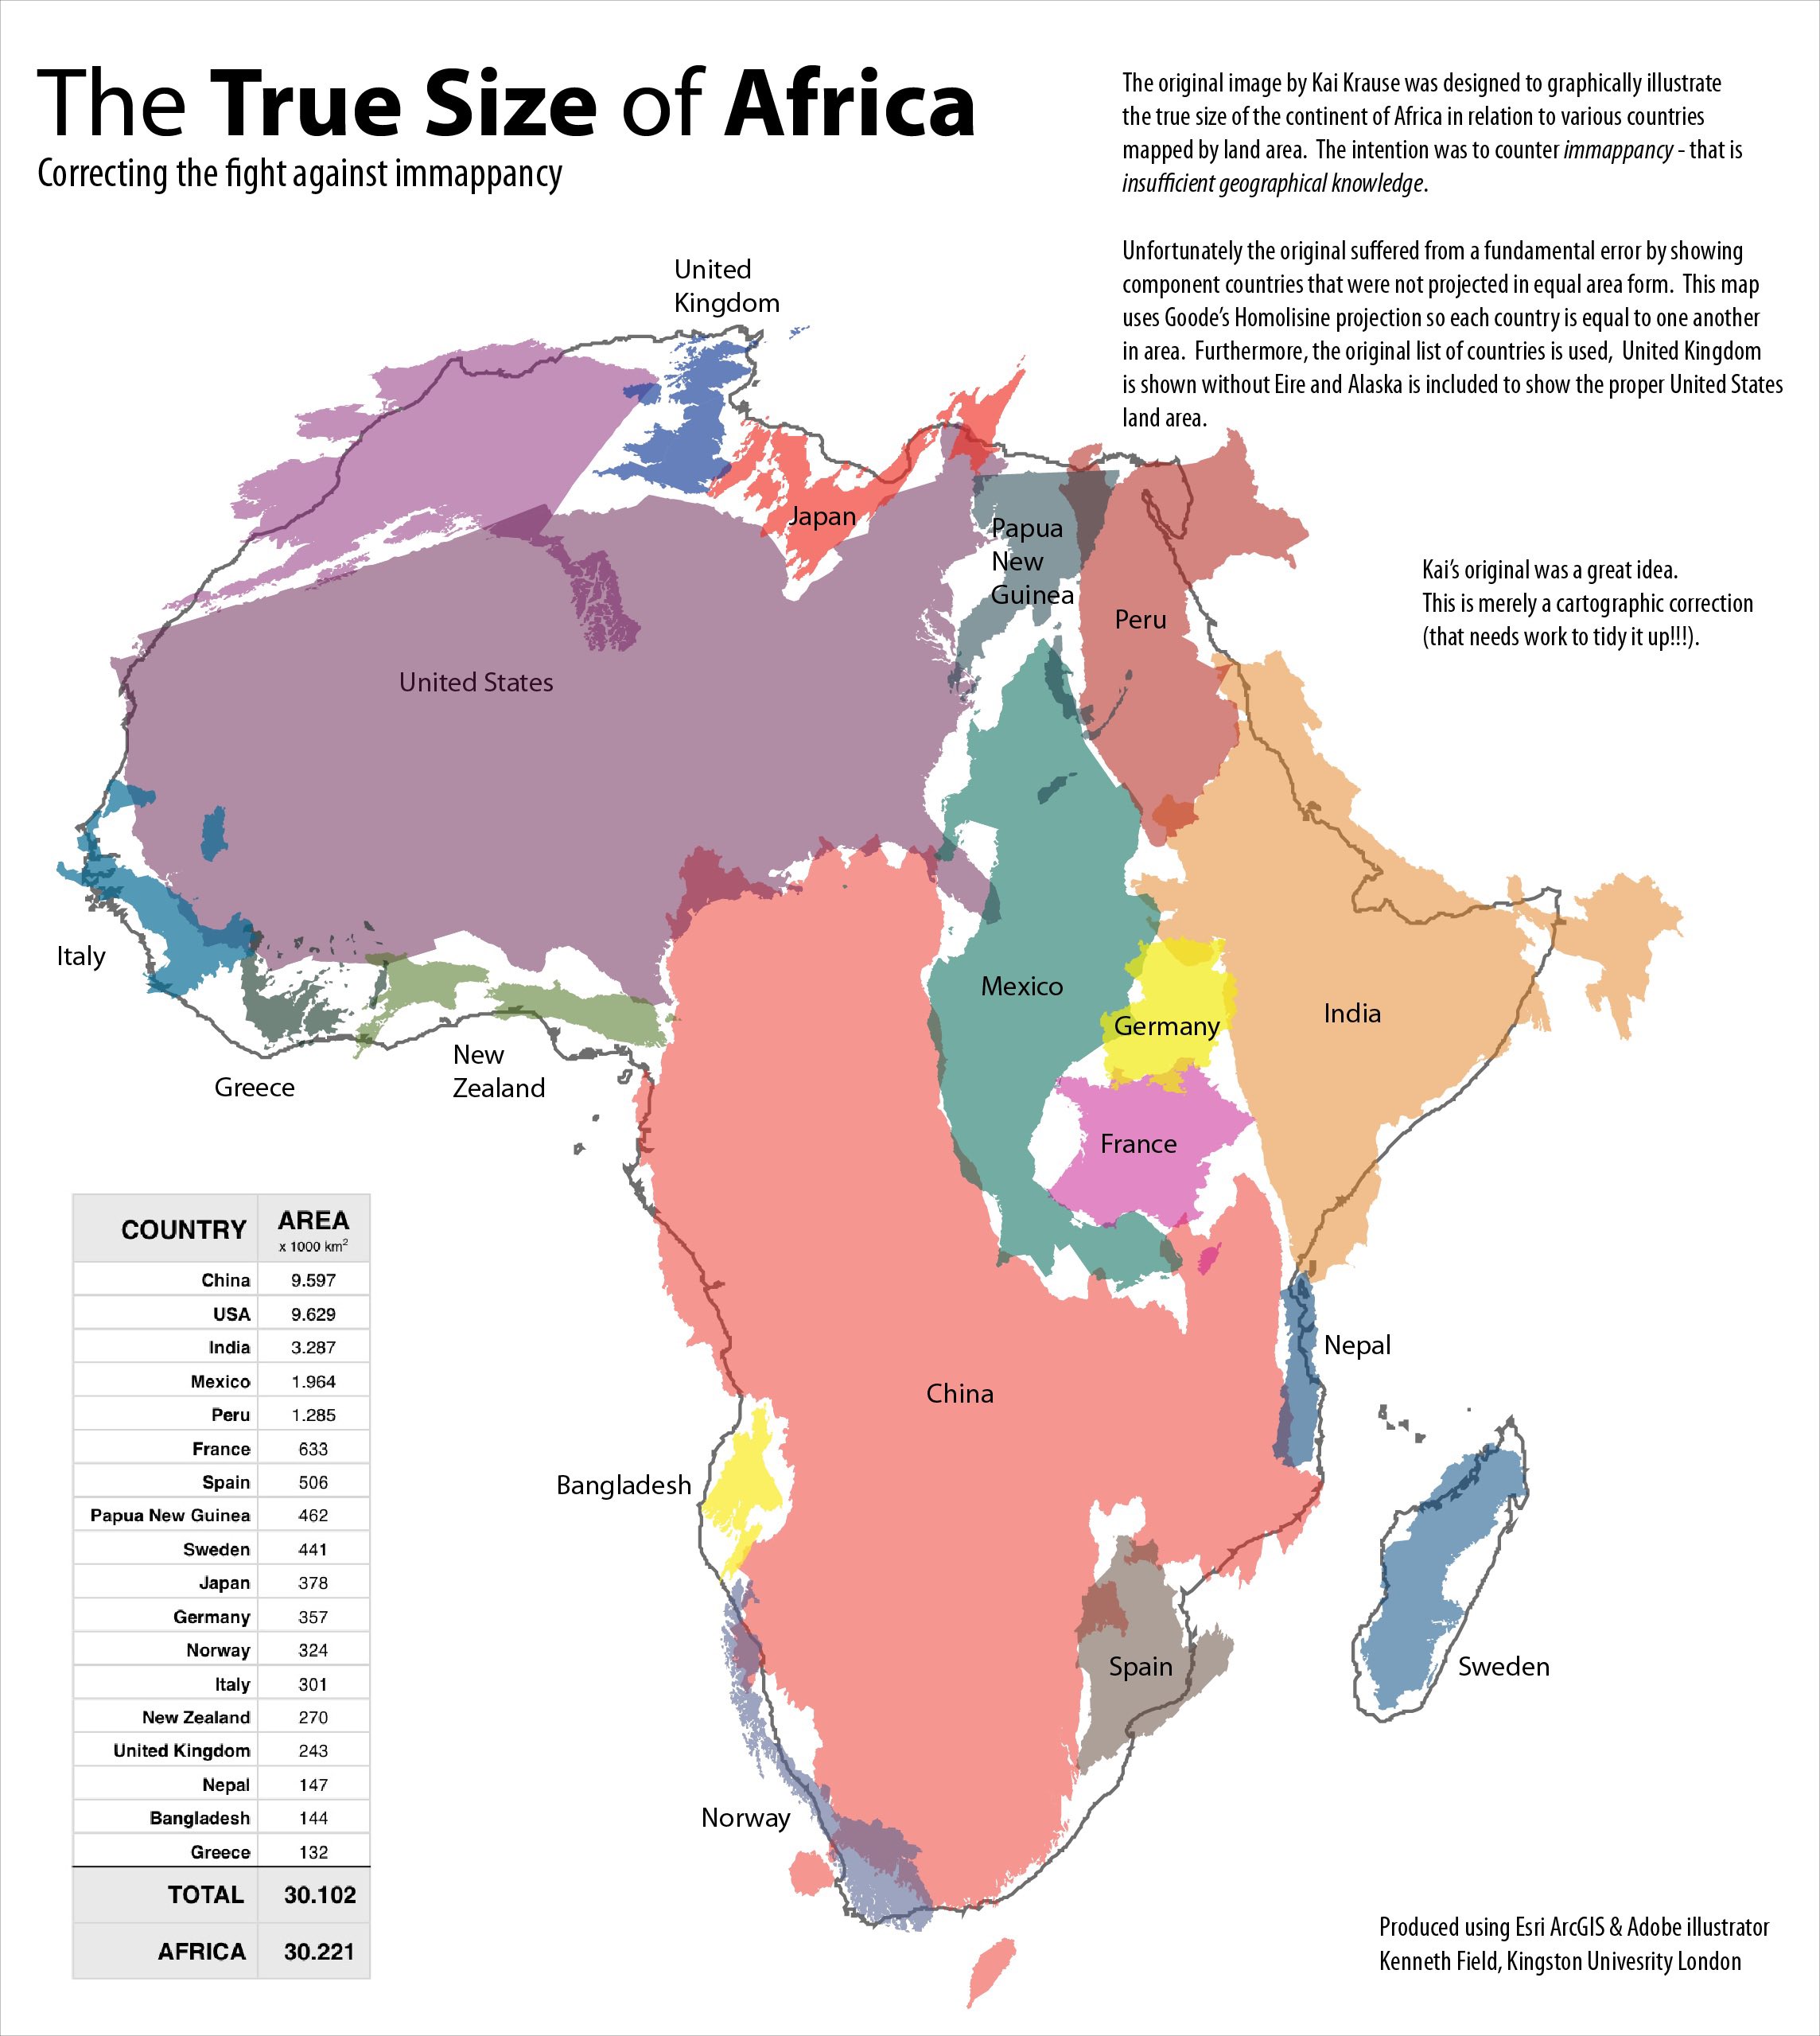 The True Size of Africa
Correcting the fight against immappancy
The original image by Kai Krause was designed to graphically illustrate
the true size of the continent of Africa in relation to various countries
mapped by land area. The intention was to counter immappancy - that is
insufficient geographical knowledge.
Unfortunately the original suffered from a fundamental error by showing
component countries that were not projected in equal area form. This map
uses Goode's Homolisine projection so each country is equal to one another
in area. Furthermore, the original list of countries is used, United Kingdom
is shown without Eire and Alaska is included to show the proper United States
land area.
Kai's original was a great idea.
This is merely a cartographic correction
(that needs work to tidy it up!!!).
United
Kingdom
Japan
Papua
New
Guinea
Peru
United States
Italy
Mexico
Germany
India
Greece
New
Zealand
France
Nepal
China
Bangladesh
Spain
Sweden
Norway
COUNTRY AREA
x 1000 km²
China 9.597
USA 9.629
India 3.287
Mexico 1.964
Peru 1.285
France 633
Spain 506
Papua New Guinea 462
Sweden 441
Japan 378
Germany 357
Norway 324
Italy 301
New Zealand 270
United Kingdom 243
Nepal 147
Bangladesh 144
Greece 132
TOTAL 30.102
AFRICA 30.221
Produced using Esri ArcGIS & Adobe illustrator
Kenneth Field, Kingston Univesrity London